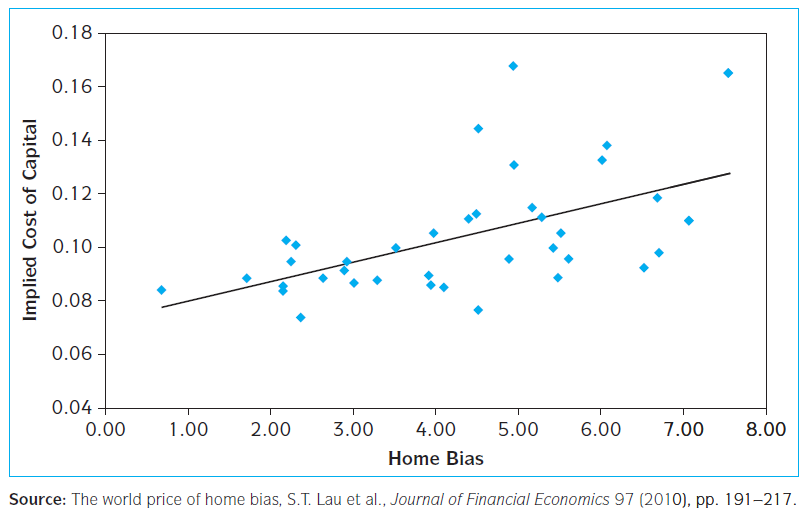 0.18
0.16
0.14
0.12
0.10
0.08
0.06
0.04
Implied Cost of Capital
0.00 1.00 2.00 3.00 4.00 5.00 6.00 7.00 8.00
Home Bias
Source: The world price of home bias, S.T. Lau et al., Journal of Financial Economics 97 (2010), pp. 191–217.